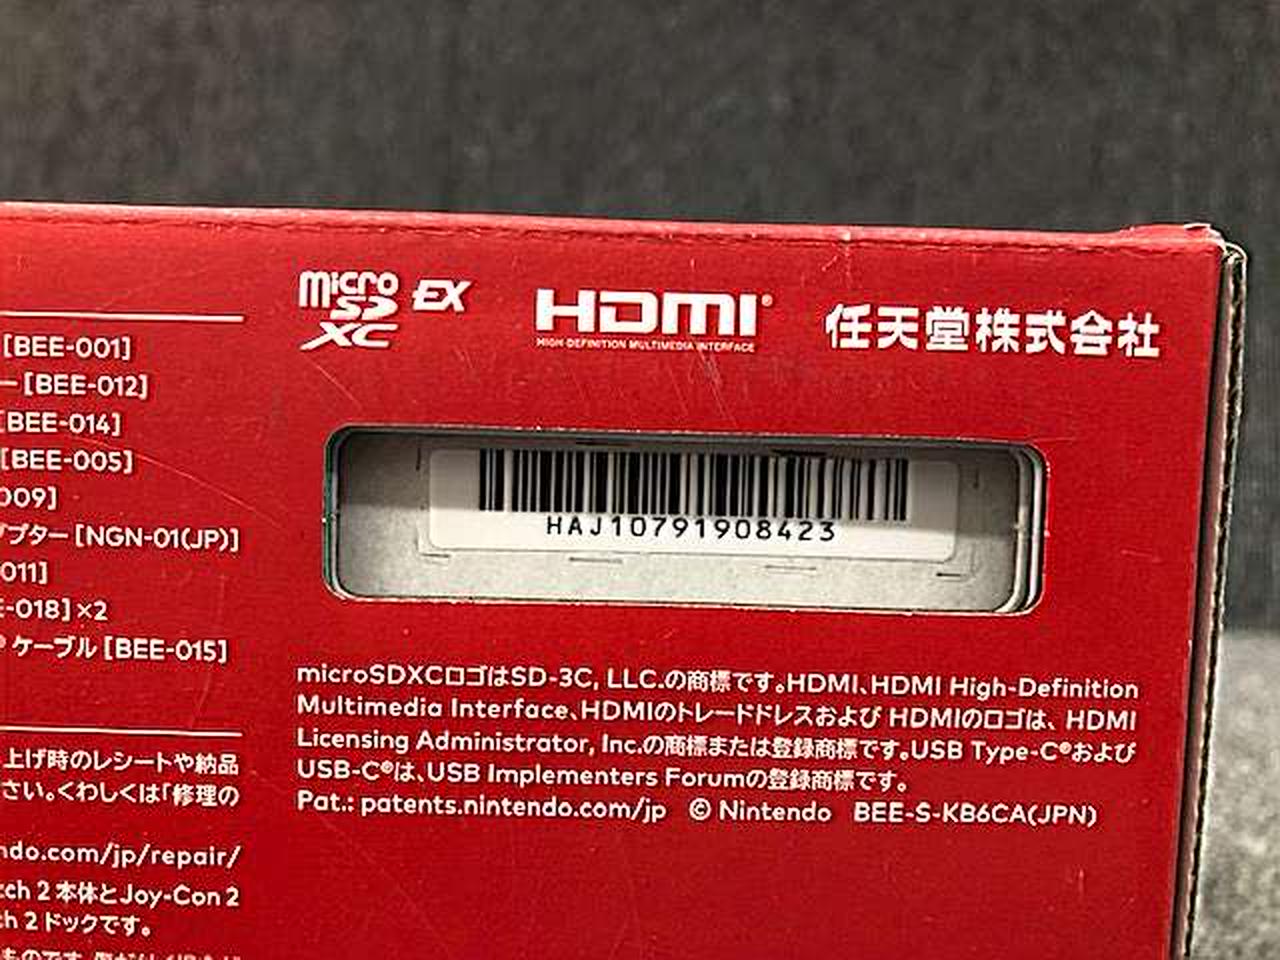 [BEE-001]
ー[BEE-012]
[BEE-014]
[BEE-005]
009]
プター[NGN-01(JP)]
011]
-018]×2
ケーブル[BEE-015]
上げ時のレシートや納品
さい。くわしくは「修理の
ndo.com/jp/repair/
ch 2 本体とJoy-Con 2
ch 2 ドックです。
micro
SD
XC
EX
HDMI®
HIGH-DEFINITION MULTIMEDIA INTERFACE
任天堂株式会社
HAJ10791908423
microSDXCロゴはSD-3C, LLC.の商標です。HDMI、HDMI High-Definition
Multimedia Interface、HDMIのトレードドレスおよび HDMIのロゴは、HDMI
Licensing Administrator, Inc.の商標または登録商標です。USB Type-C®および
USB-C®は、USB Implementers Forumの登録商標です。
Pat.: patents.nintendo.com/jp © Nintendo BEE-S-KB6CA(JPN)